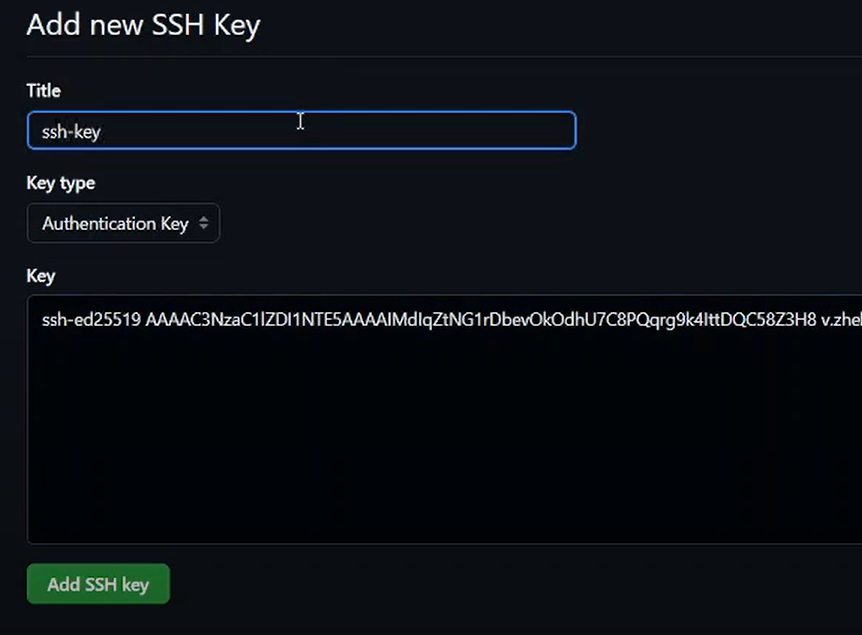 Add new SSH Key
Title
ssh-key
Key type
Authentication Key
Key
ssh-ed25519 AAAAC3NzaC1lZDI1NTE5AAAAIMdIqZtNG1rDbevOkOdhU7C8PQqrg9k4IttDQC58Z3H8
Add SSH key